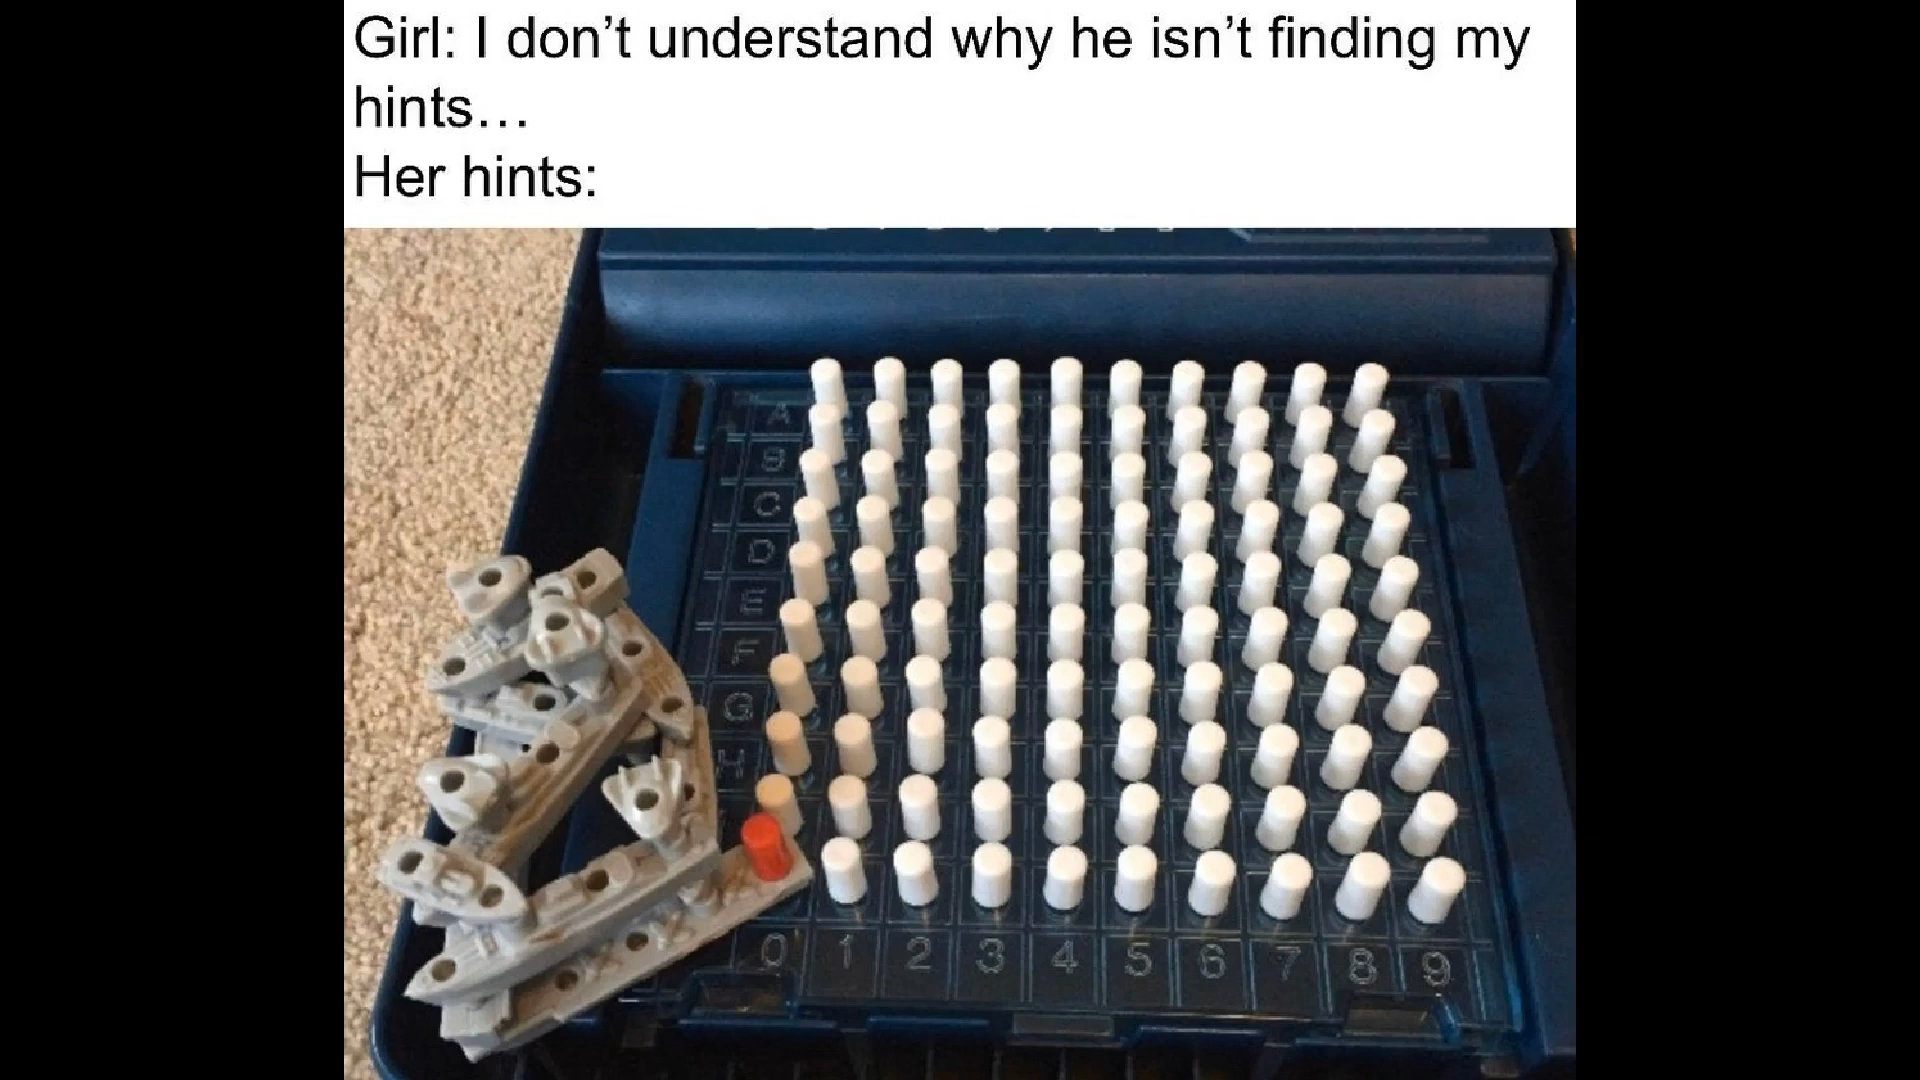 Girl: I don’t understand why he isn’t finding my
hints…
Her hints:
A
B
C
D
E
F
G
H
0 1 2 3 4 5 6 7 8 9